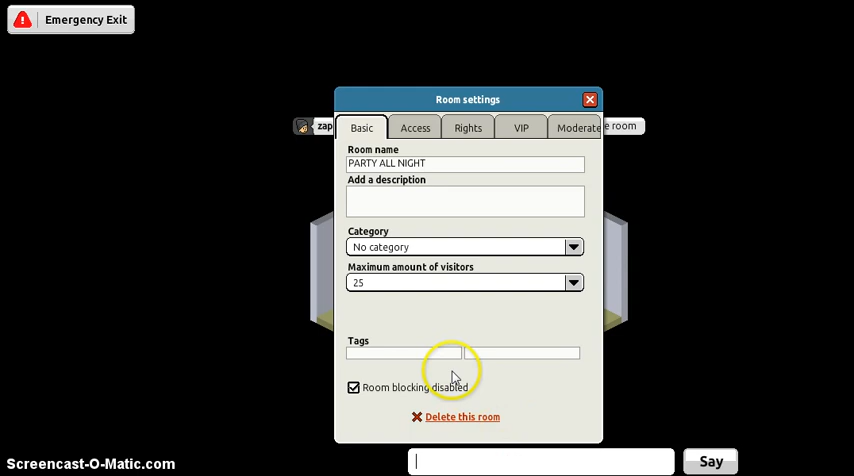 Emergency Exit
Room settings
zap
e room
Basic
Access
Rights
VIP
Moderate
Room name
PARTY ALL NIGHT
Add a description
Category
No category
Maximum amount of visitors
25
Tags
Room blocking disabled
Delete this room
Say
Screencast-O-Matic.com